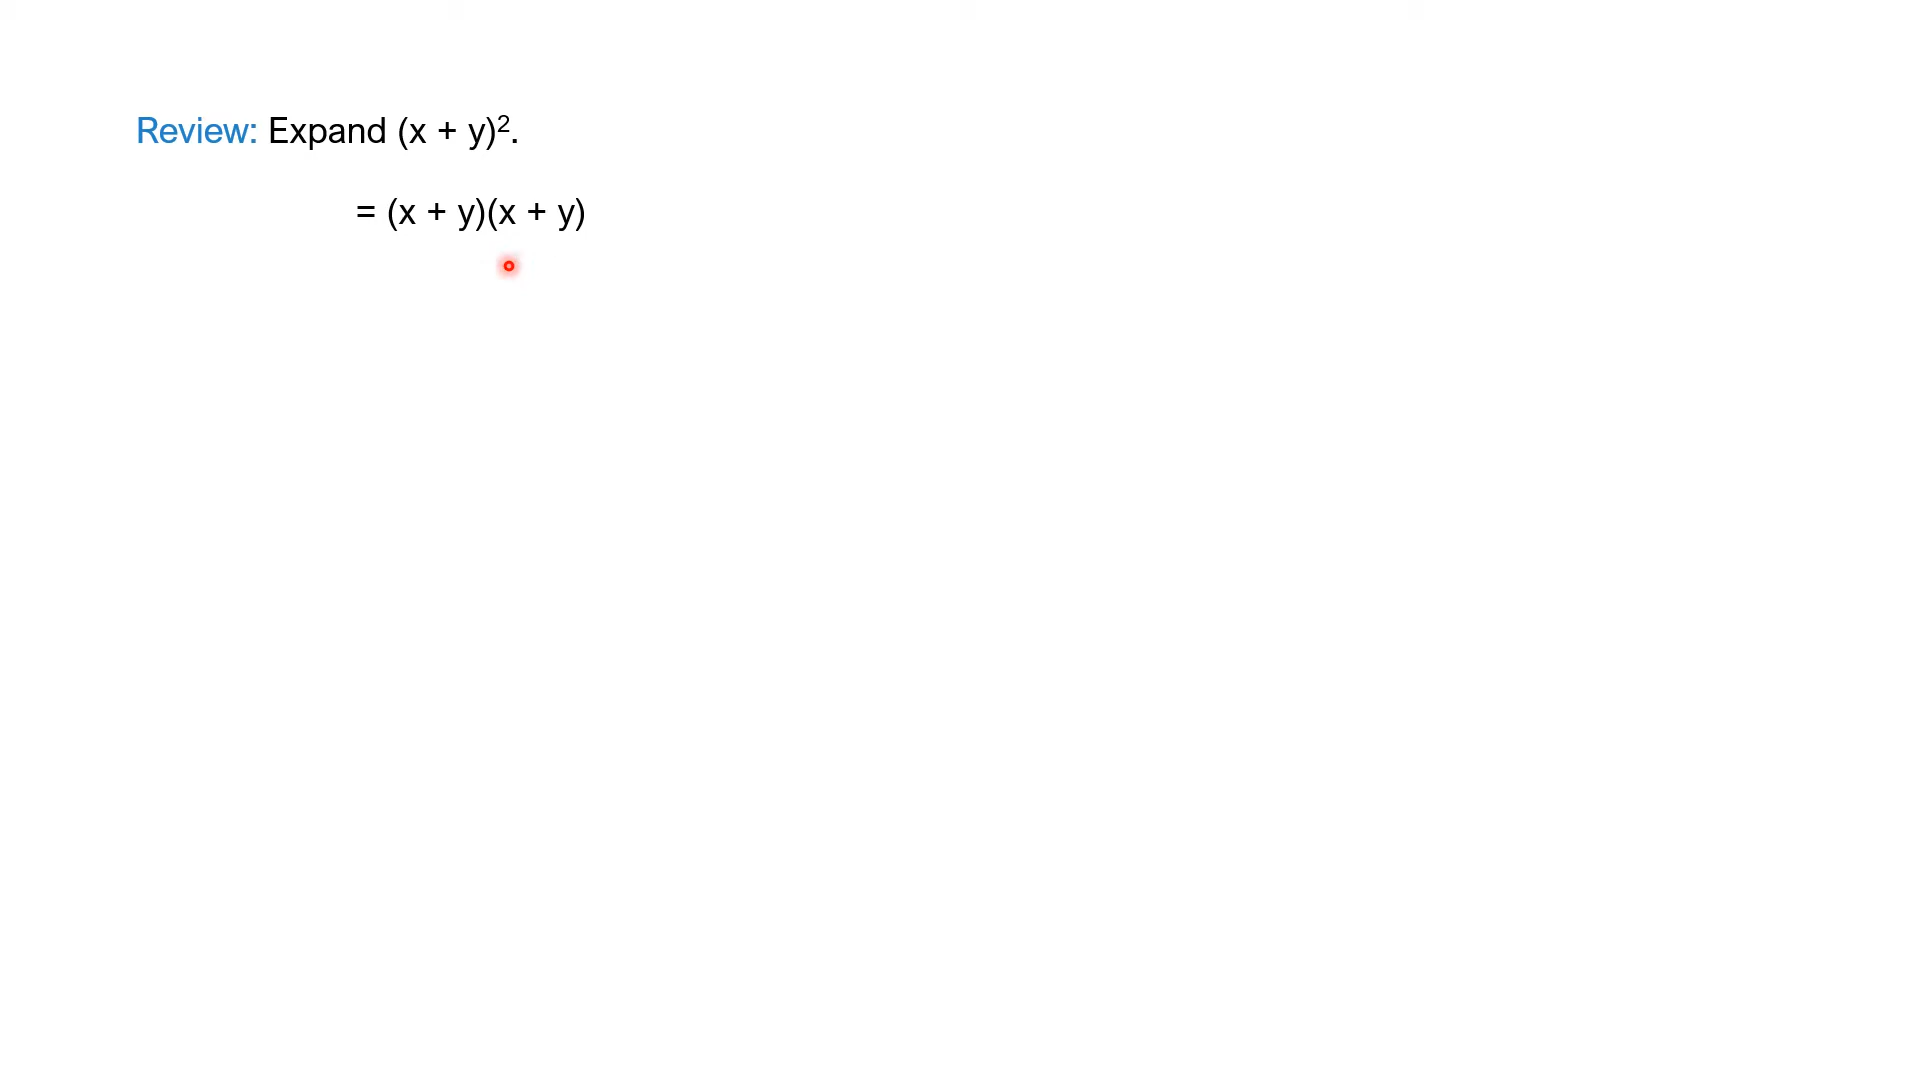 Review: Expand (x + y)².
= (x + y)(x + y)